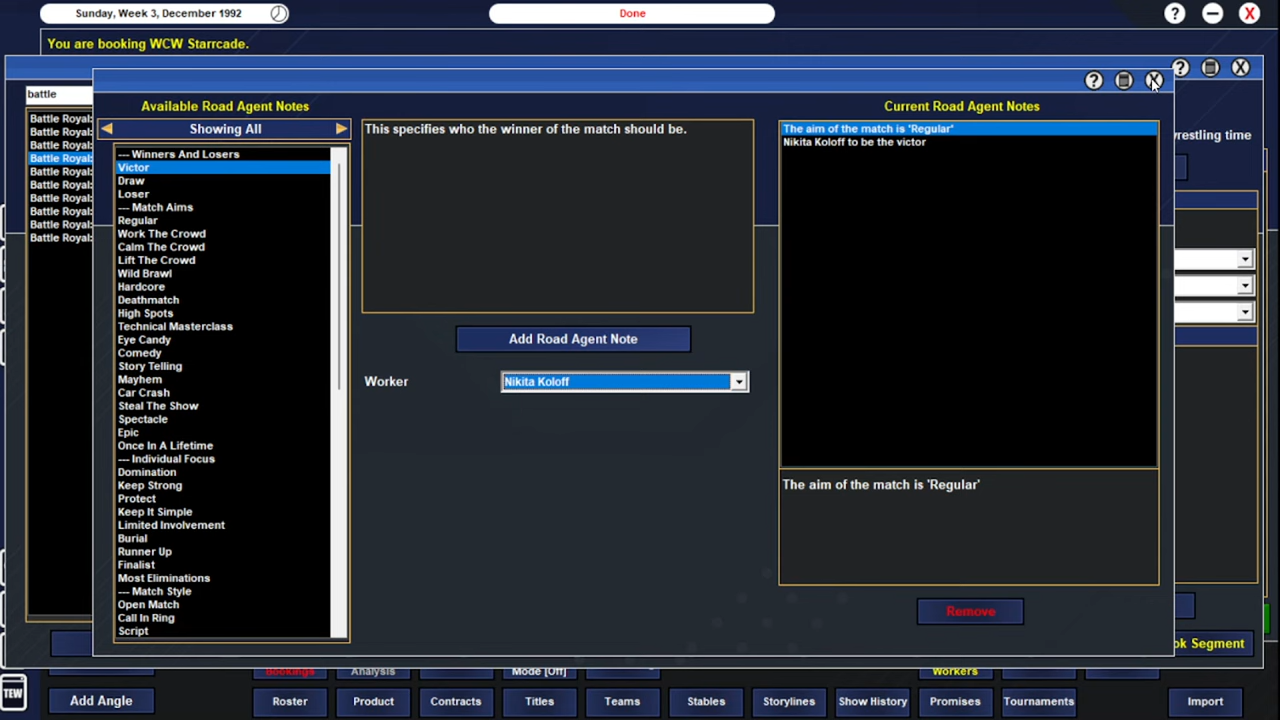 Sunday, Week 3, December 1992
Done
You are booking WCW Starrcade.
battle
Available Road Agent Notes
Current Road Agent Notes
Battle Royal:
Battle Royal:
Battle Royal:
Battle Royal:
Battle Royal:
Battle Royal:
Battle Royal:
Battle Royal:
Battle Royal:
Battle Royal:
Showing All
--- Winners And Losers
Victor
Draw
Loser
--- Match Aims
Regular
Work The Crowd
Calm The Crowd
Lift The Crowd
Wild Brawl
Hardcore
Deathmatch
High Spots
Technical Masterclass
Eye Candy
Comedy
Story Telling
Mayhem
Car Crash
Steal The Show
Spectacle
Epic
Once In A Lifetime
--- Individual Focus
Domination
Keep Strong
Protect
Keep It Simple
Limited Involvement
Burial
Runner Up
Finalist
Most Eliminations
--- Match Style
Open Match
Call In Ring
Script
This specifies who the winner of the match should be.
Add Road Agent Note
Worker
Nikita Koloff
The aim of the match is 'Regular'
Nikita Koloff to be the victor
The aim of the match is 'Regular'
Remove
restling time
ok Segment
Bookings
Analysis
Mode [Off]
Workers
TEW
Add Angle
Roster
Product
Contracts
Titles
Teams
Stables
Storylines
Show History
Promises
Tournaments
Import